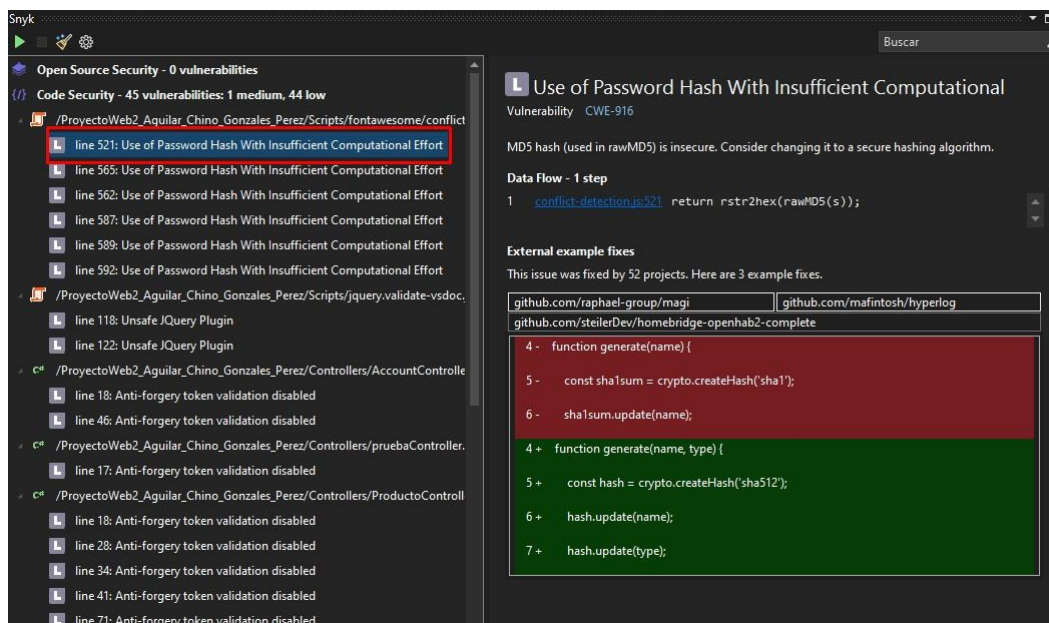 Snyk
Buscar
Open Source Security - 0 vulnerabilities
{/} Code Security - 45 vulnerabilities: 1 medium, 44 low
/ProyectoWeb2_Aguilar_Chino_Gonzales_Perez/Scripts/fontawesome/conflict
L line 521: Use of Password Hash With Insufficient Computational Effort
L line 565: Use of Password Hash With Insufficient Computational Effort
L line 562: Use of Password Hash With Insufficient Computational Effort
L line 587: Use of Password Hash With Insufficient Computational Effort
L line 589: Use of Password Hash With Insufficient Computational Effort
L line 592: Use of Password Hash With Insufficient Computational Effort
/ProyectoWeb2_Aguilar_Chino_Gonzales_Perez/Scripts/jquery.validate-vsdoc.
L line 118: Unsafe JQuery Plugin
L line 122: Unsafe JQuery Plugin
C# /ProyectoWeb2_Aguilar_Chino_Gonzales_Perez/Controllers/AccountControlle
L line 18: Anti-forgery token validation disabled
L line 46: Anti-forgery token validation disabled
C# /ProyectoWeb2_Aguilar_Chino_Gonzales_Perez/Controllers/pruebaController.
L line 17: Anti-forgery token validation disabled
C# /ProyectoWeb2_Aguilar_Chino_Gonzales_Perez/Controllers/ProductoControll
L line 18: Anti-forgery token validation disabled
L line 28: Anti-forgery token validation disabled
L line 34: Anti-forgery token validation disabled
L line 41: Anti-forgery token validation disabled
L line 71: Anti-forgery token validation disabled
L Use of Password Hash With Insufficient Computational
Vulnerability CWE-916
MD5 hash (used in rawMD5) is insecure. Consider changing it to a secure hashing algorithm.
Data Flow - 1 step
1 conflict-detection.js:521 return rstr2hex(rawMD5(s));
External example fixes
This issue was fixed by 52 projects. Here are 3 example fixes.
github.com/raphael-group/magi github.com/mafintosh/hyperlog
github.com/steilerDev/homebridge-openhab2-complete
4 - function generate(name) {
5 - const sha1sum = crypto.createHash('sha1');
6 - sha1sum.update(name);
4 + function generate(name, type) {
5 + const hash = crypto.createHash('sha512');
6 + hash.update(name);
7 + hash.update(type);